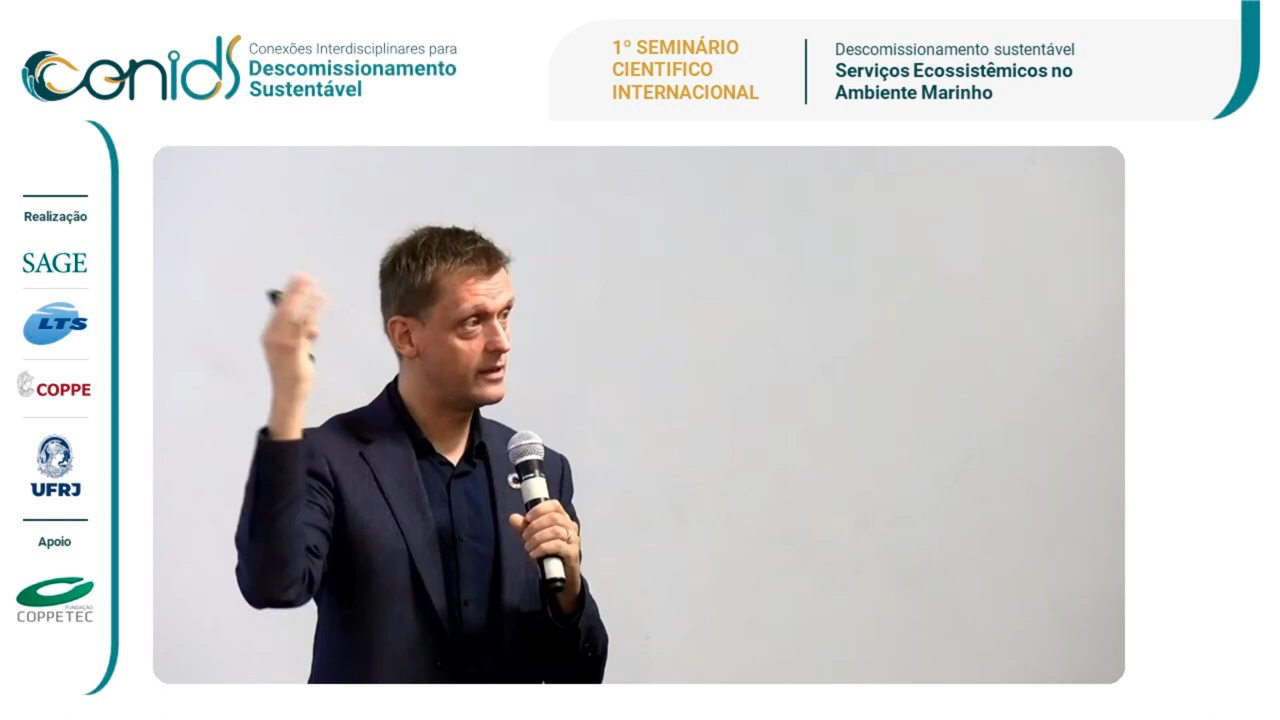 conids
Conexões Interdisciplinares para
Descomissionamento
Sustentável
1º SEMINÁRIO
CIENTIFICO
INTERNACIONAL
Descomissionamento sustentável
Serviços Ecossistêmicos no
Ambiente Marinho
Realização
SAGE
LTS
COPPE
UFRJ
Apoio
FUNDAÇÃO
COPPETEC